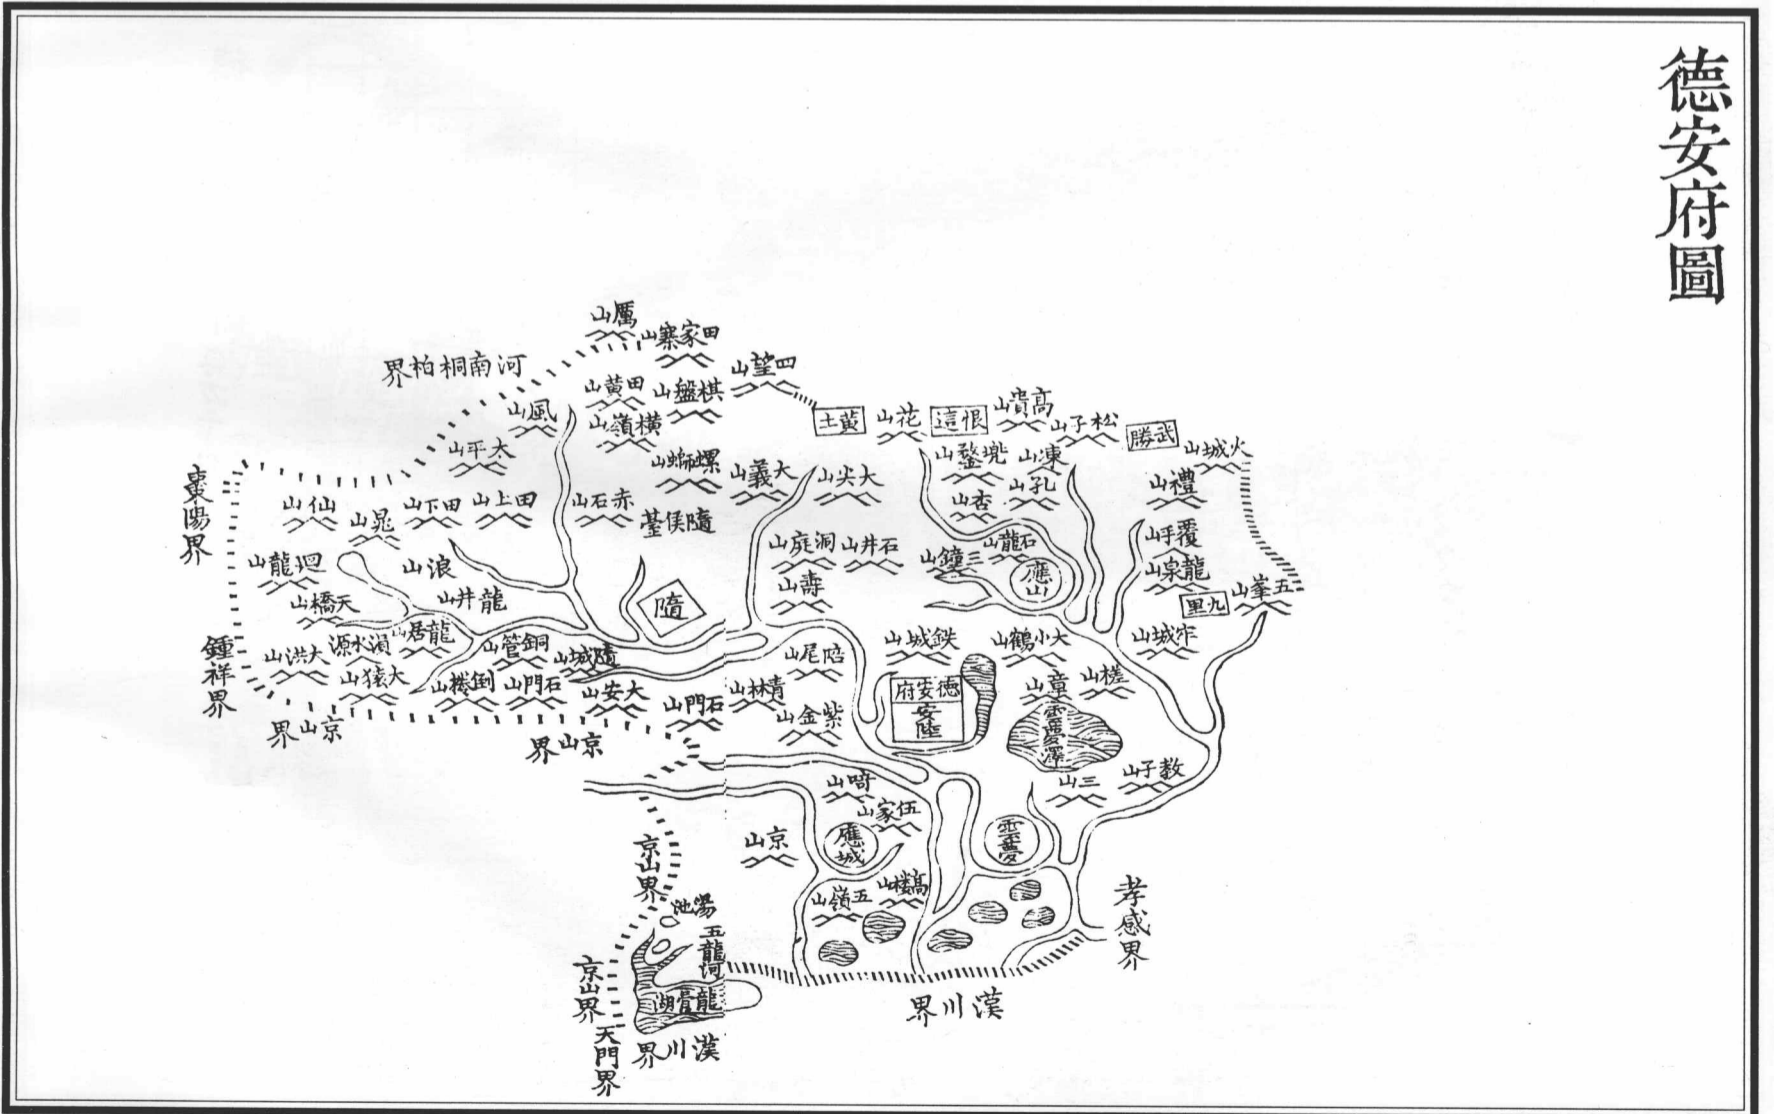 德安府圖
火城山
禮山
覆手山
龍泉山
五峯山
九里
武勝
松子山
高貴山
恨這
花山
黃土
凍山
孔山
兠鍪山
杏山
石龍山
三鐘山
應山
大小鶴山
鉄城山
槎山
章山
雲夢澤
德安府
安陸
三山
教子山
雲夢
孝感界
四望山
大尖山
大義山
石井山
洞庭山
壽山
陪尾山
青林山
紫金山
伍家山
應城
京山
高楼山
五嶺山
漢川界
田家寨山
厲山
棋盤山
田黃山
橫嶺山
螺螄山
隨侯䑓
赤石山
風山
河南桐柏界
太平山
田上山
田下山
晃山
仙山
棗陽界
隨
浪山
龍井山
龍居山
迴龍山
天橋山
溳水源
大洪山
大猿山
鍾祥界
銅管山
隨城山
石門山
大安山
石門山
倒捲山
京山界
京山界
京山界
湯池
五龍河
龍骨湖
京山界
天門界
漢川界